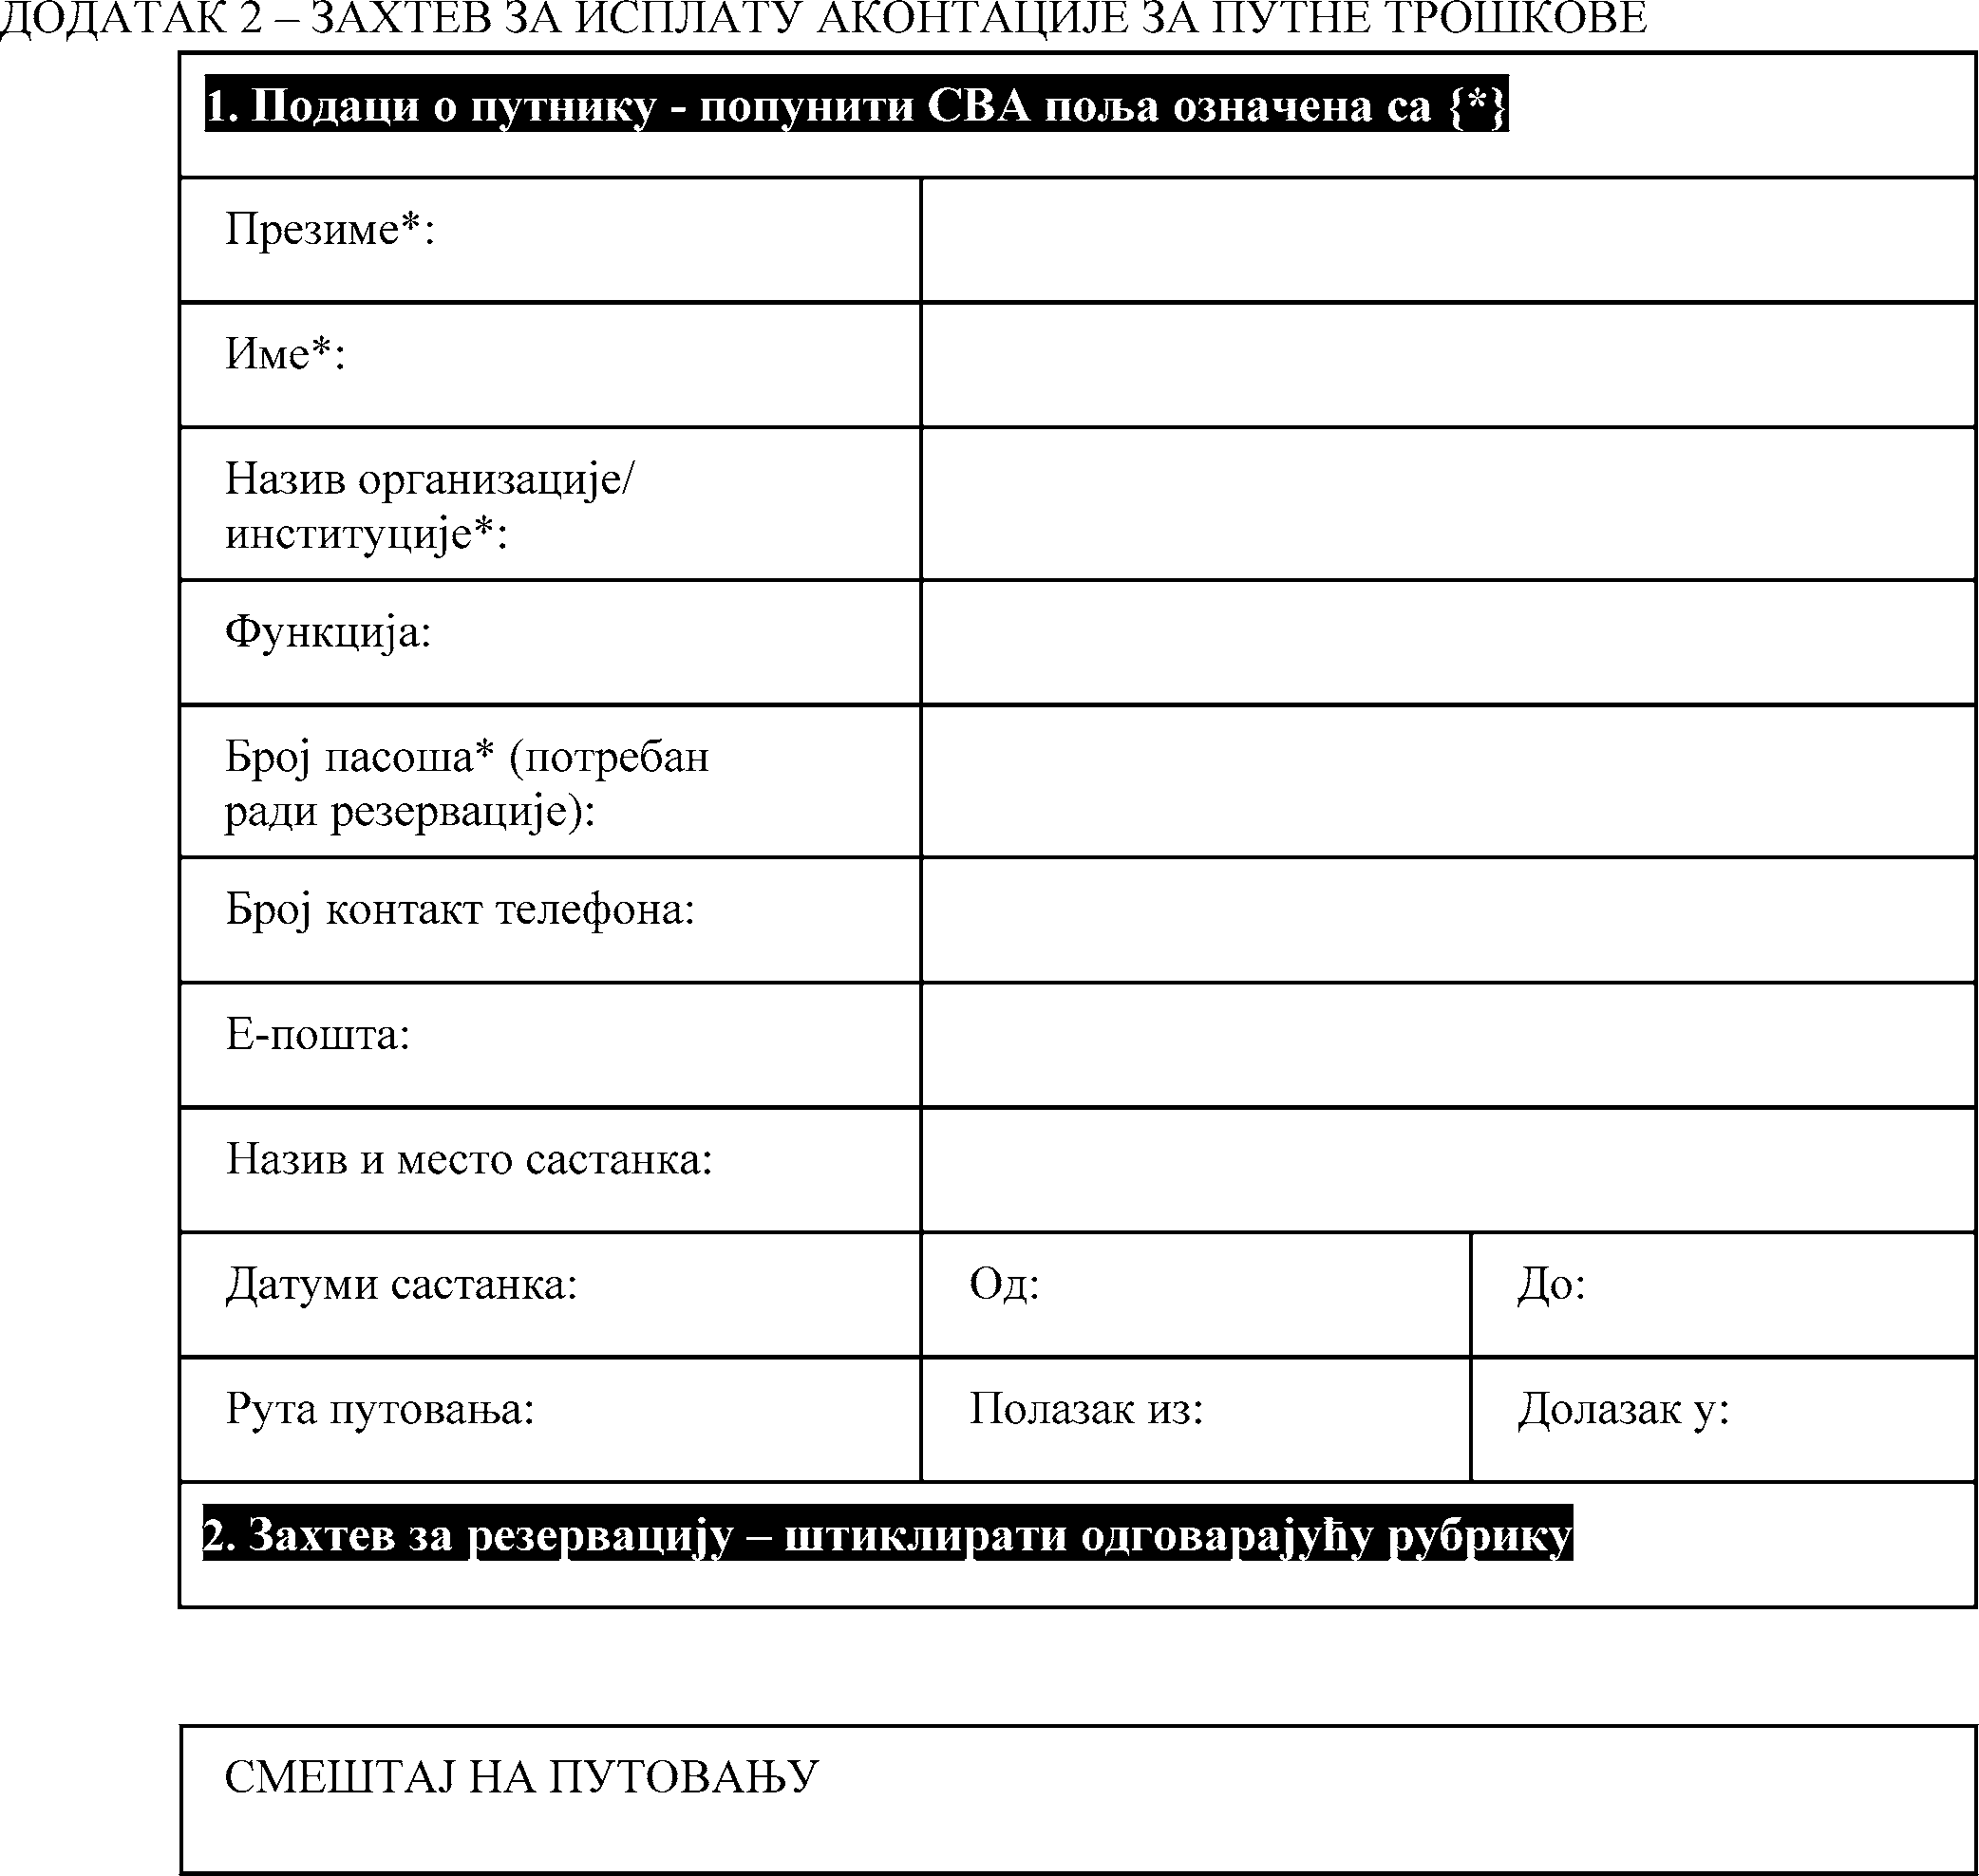 ДОДАТАК 2 – ЗАХТЕВ ЗА ИСПЛАТУ АКОНТАЦИЈЕ ЗА ПУТНЕ ТРОШКОВЕ
1. Подаци о путнику - попунити СВА поља означена са {*}
Презиме*:
Име*:
Назив организације/
институције*:
Функција:
Број пасоша* (потребан
ради резервације):
Број контакт телефона:
Е-пошта:
Назив и место састанка:
Датуми састанка: Од: До:
Рута путовања: Полазак из: Долазак у:
2. Захтев за резервацију – штиклирати одговарајућу рубрику
СМЕШТАЈ НА ПУТОВАЊУ